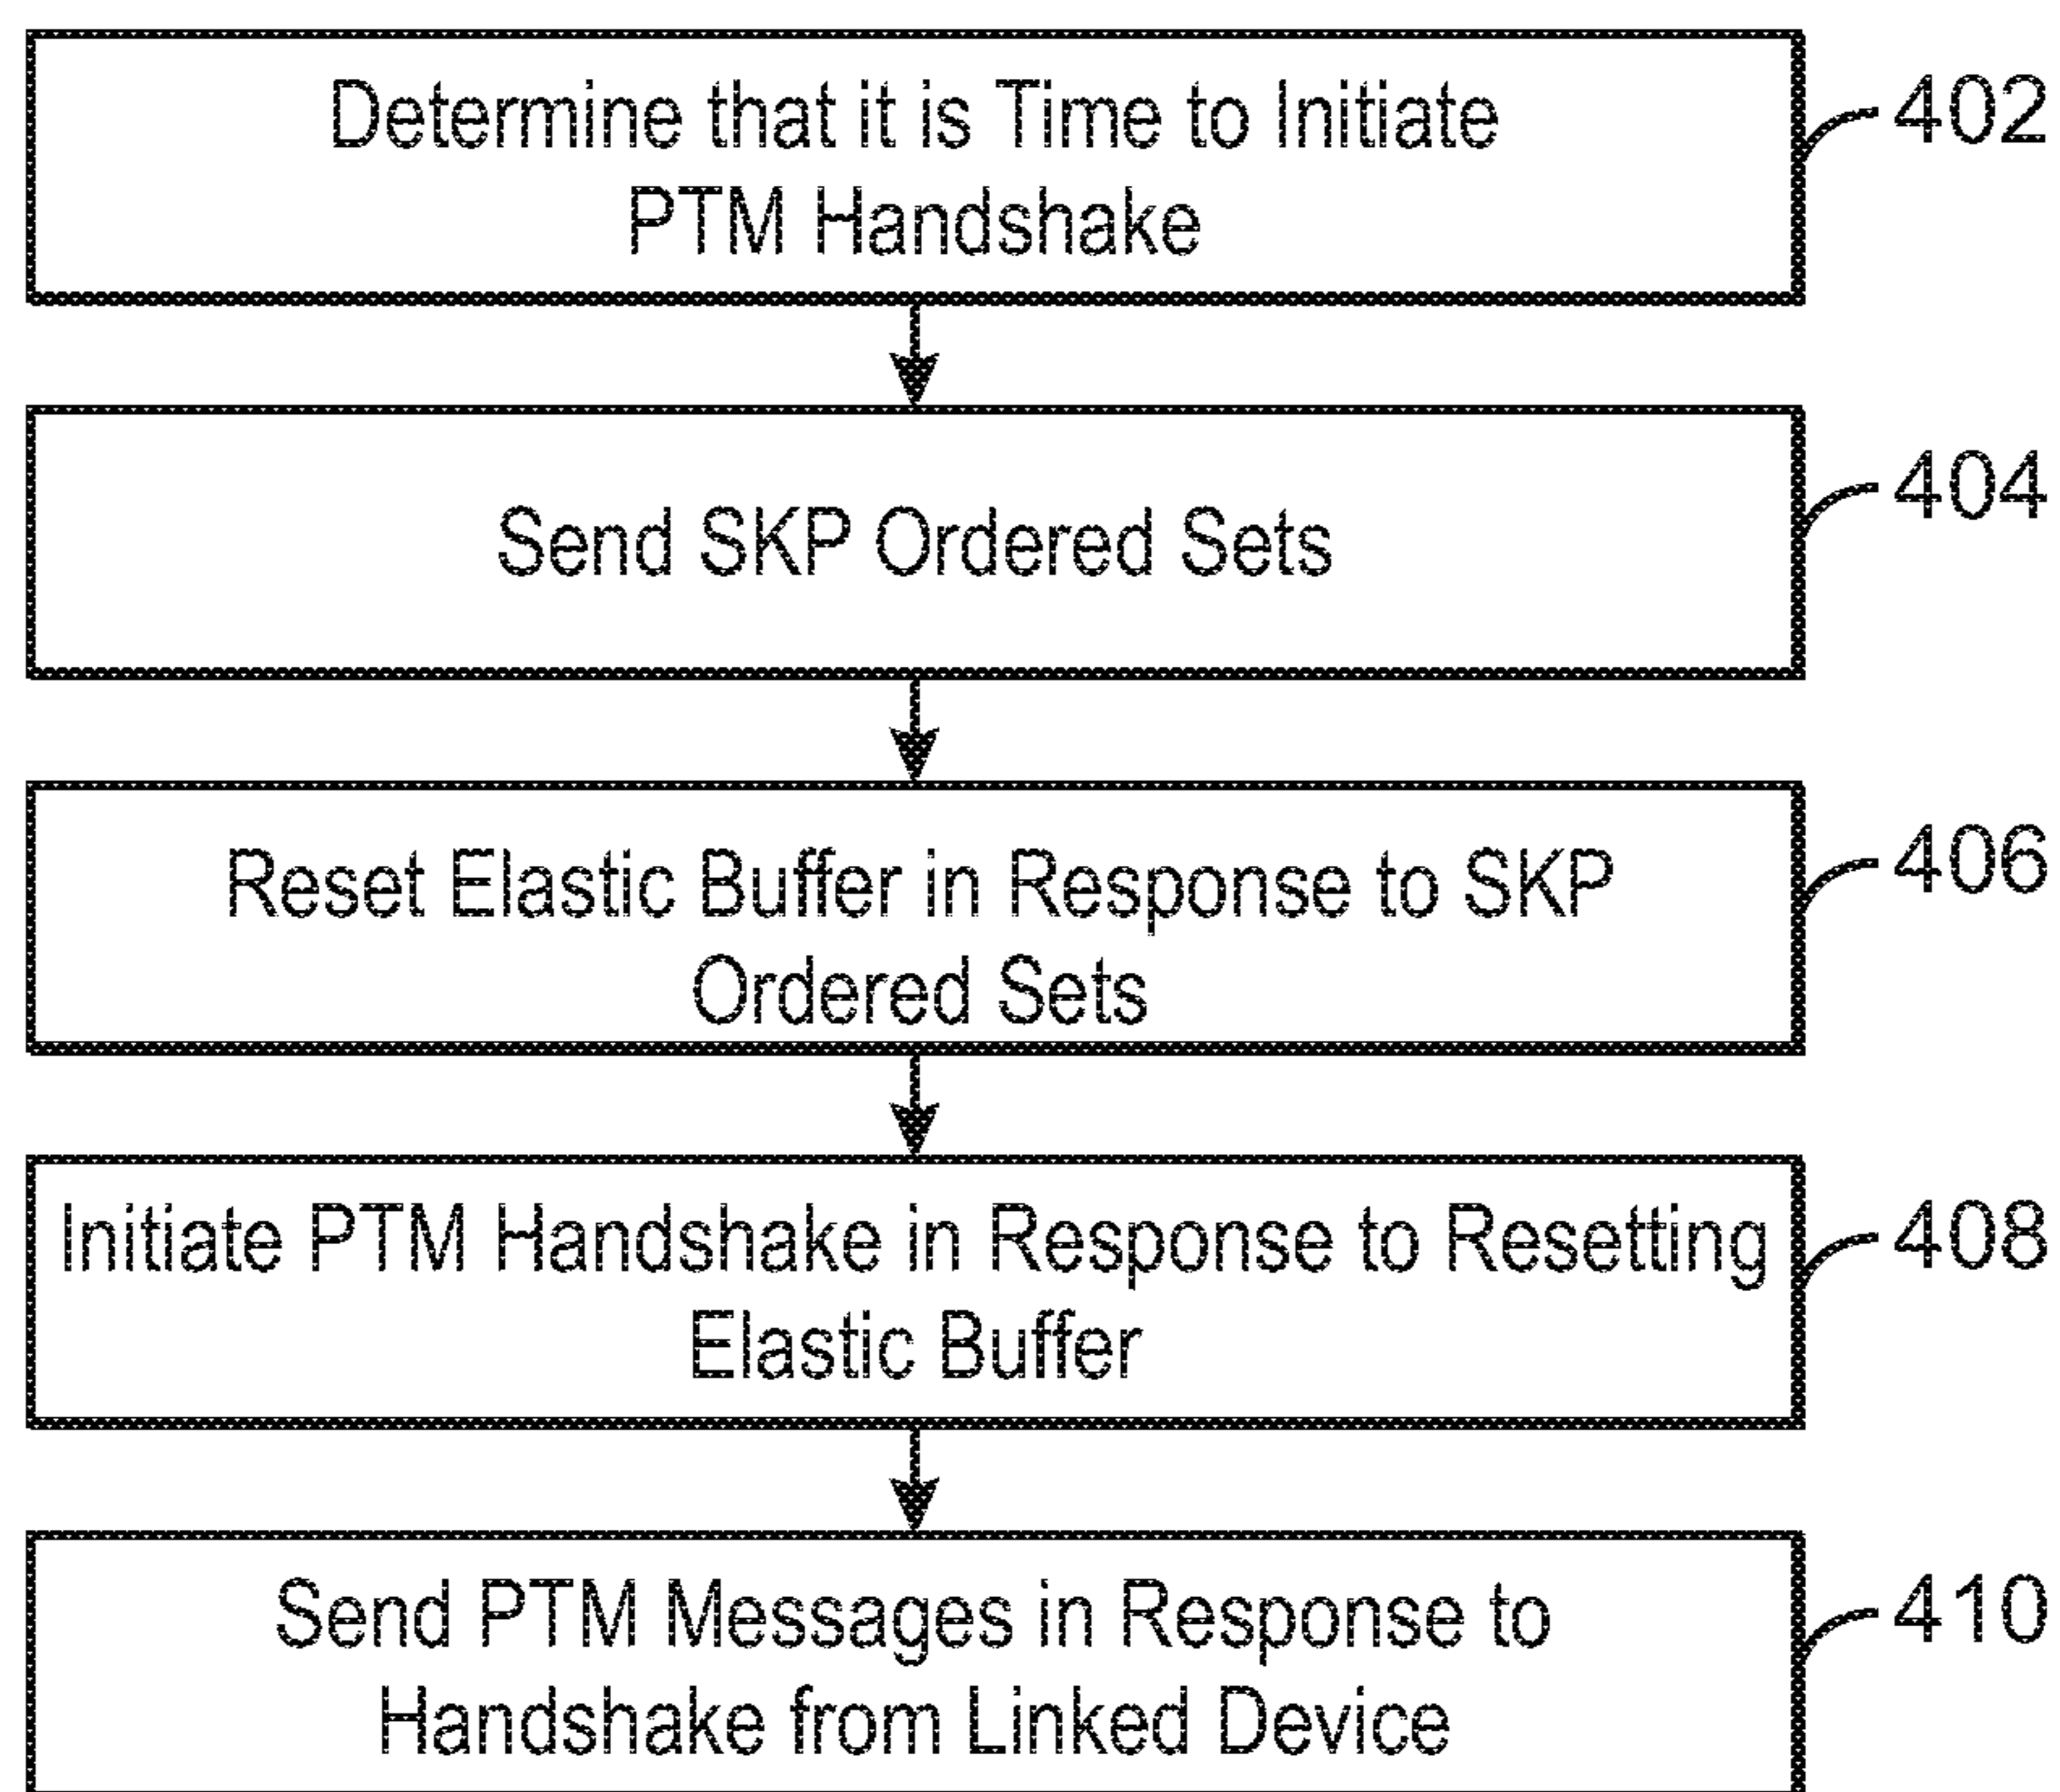 Determine that it is Time to Initiate
PTM Handshake
402
Send SKP Ordered Sets
404
Reset Elastic Buffer in Response to SKP
Ordered Sets
406
Initiate PTM Handshake in Response to Resetting
Elastic Buffer
408
Send PTM Messages in Response to
Handshake from Linked Device
410